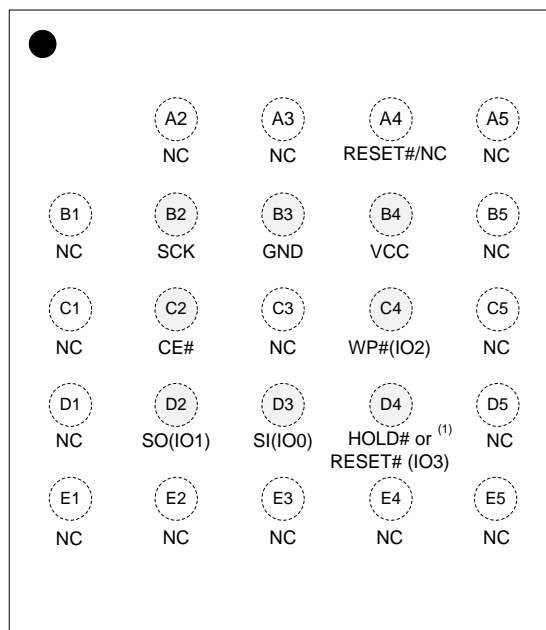 A2 A3 A4 A5
NC NC RESET#/NC NC
B1 B2 B3 B4 B5
NC SCK GND VCC NC
C1 C2 C3 C4 C5
NC CE# NC WP#(IO2) NC
D1 D2 D3 D4 D5
NC SO(IO1) SI(IO0) HOLD# or (1) NC
RESET# (IO3)
E1 E2 E3 E4 E5
NC NC NC NC NC